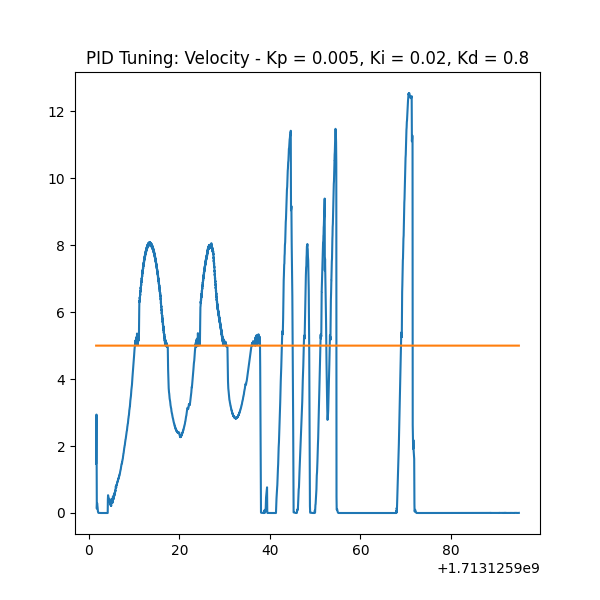 PID Tuning: Velocity - Kp = 0.005, Ki = 0.02, Kd = 0.8
12
10
8
6
4
2
0
0 20 40 60 80
+1.7131259e9